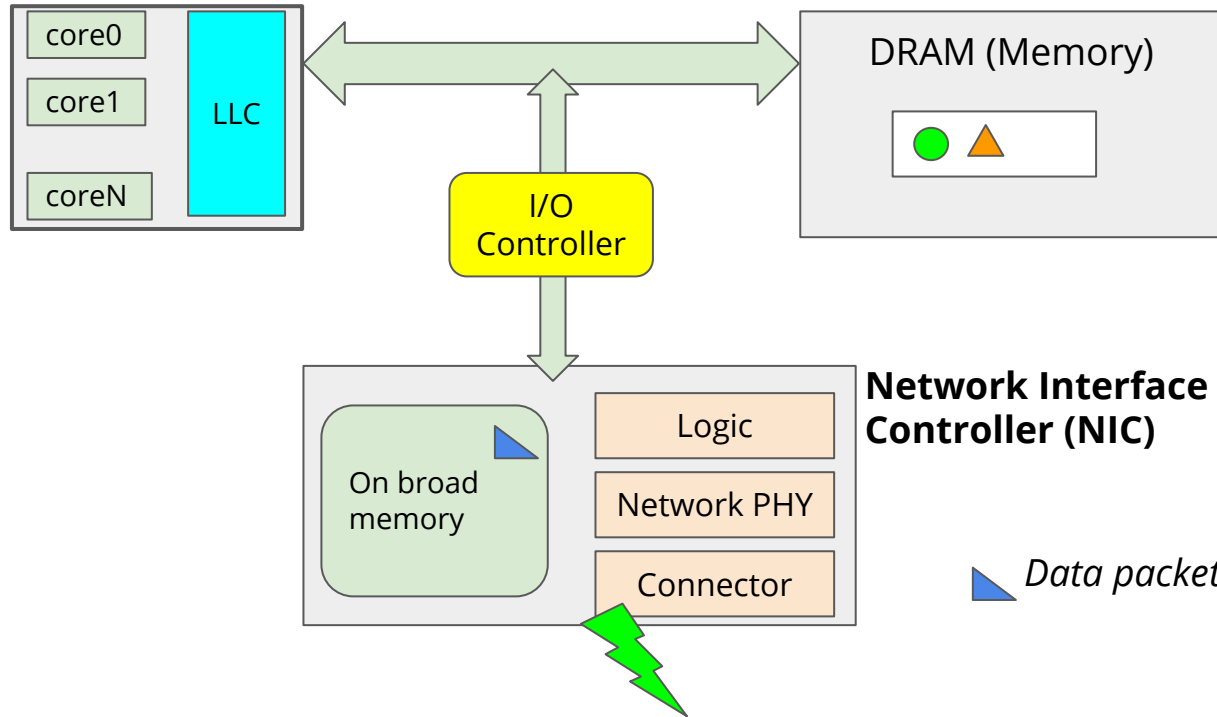 core0
core1
coreN
LLC
DRAM (Memory)
I/O
Controller
Network Interface
Controller (NIC)
On broad
memory
Logic
Network PHY
Connector
Data packet